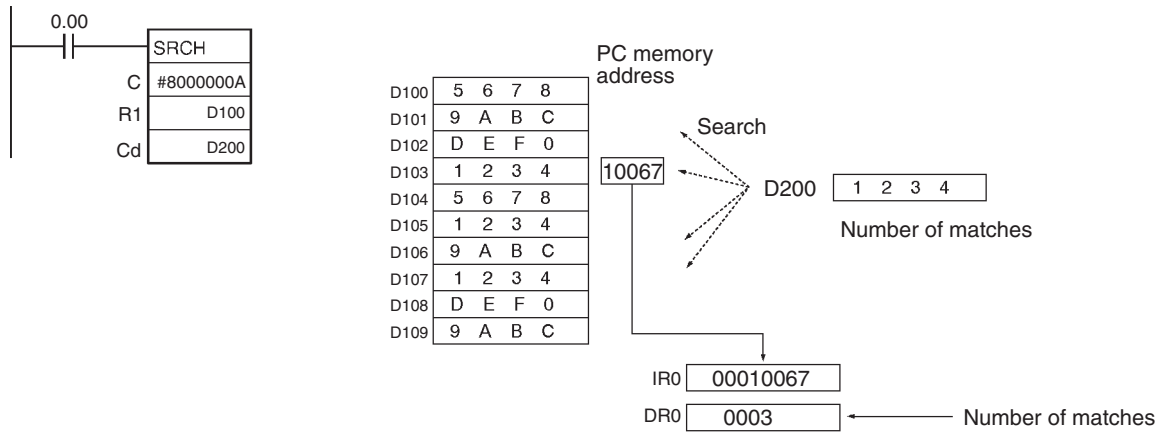 0.00
SRCH
C #8000000A
R1 D100
Cd D200
PC memory
address
D100 5 6 7 8
D101 9 A B C
D102 D E F 0
D103 1 2 3 4
D104 5 6 7 8
D105 1 2 3 4
D106 9 A B C
D107 1 2 3 4
D108 D E F 0
D109 9 A B C
10067
Search
D200 1 2 3 4
Number of matches
IR0 00010067
DR0 0003
Number of matches